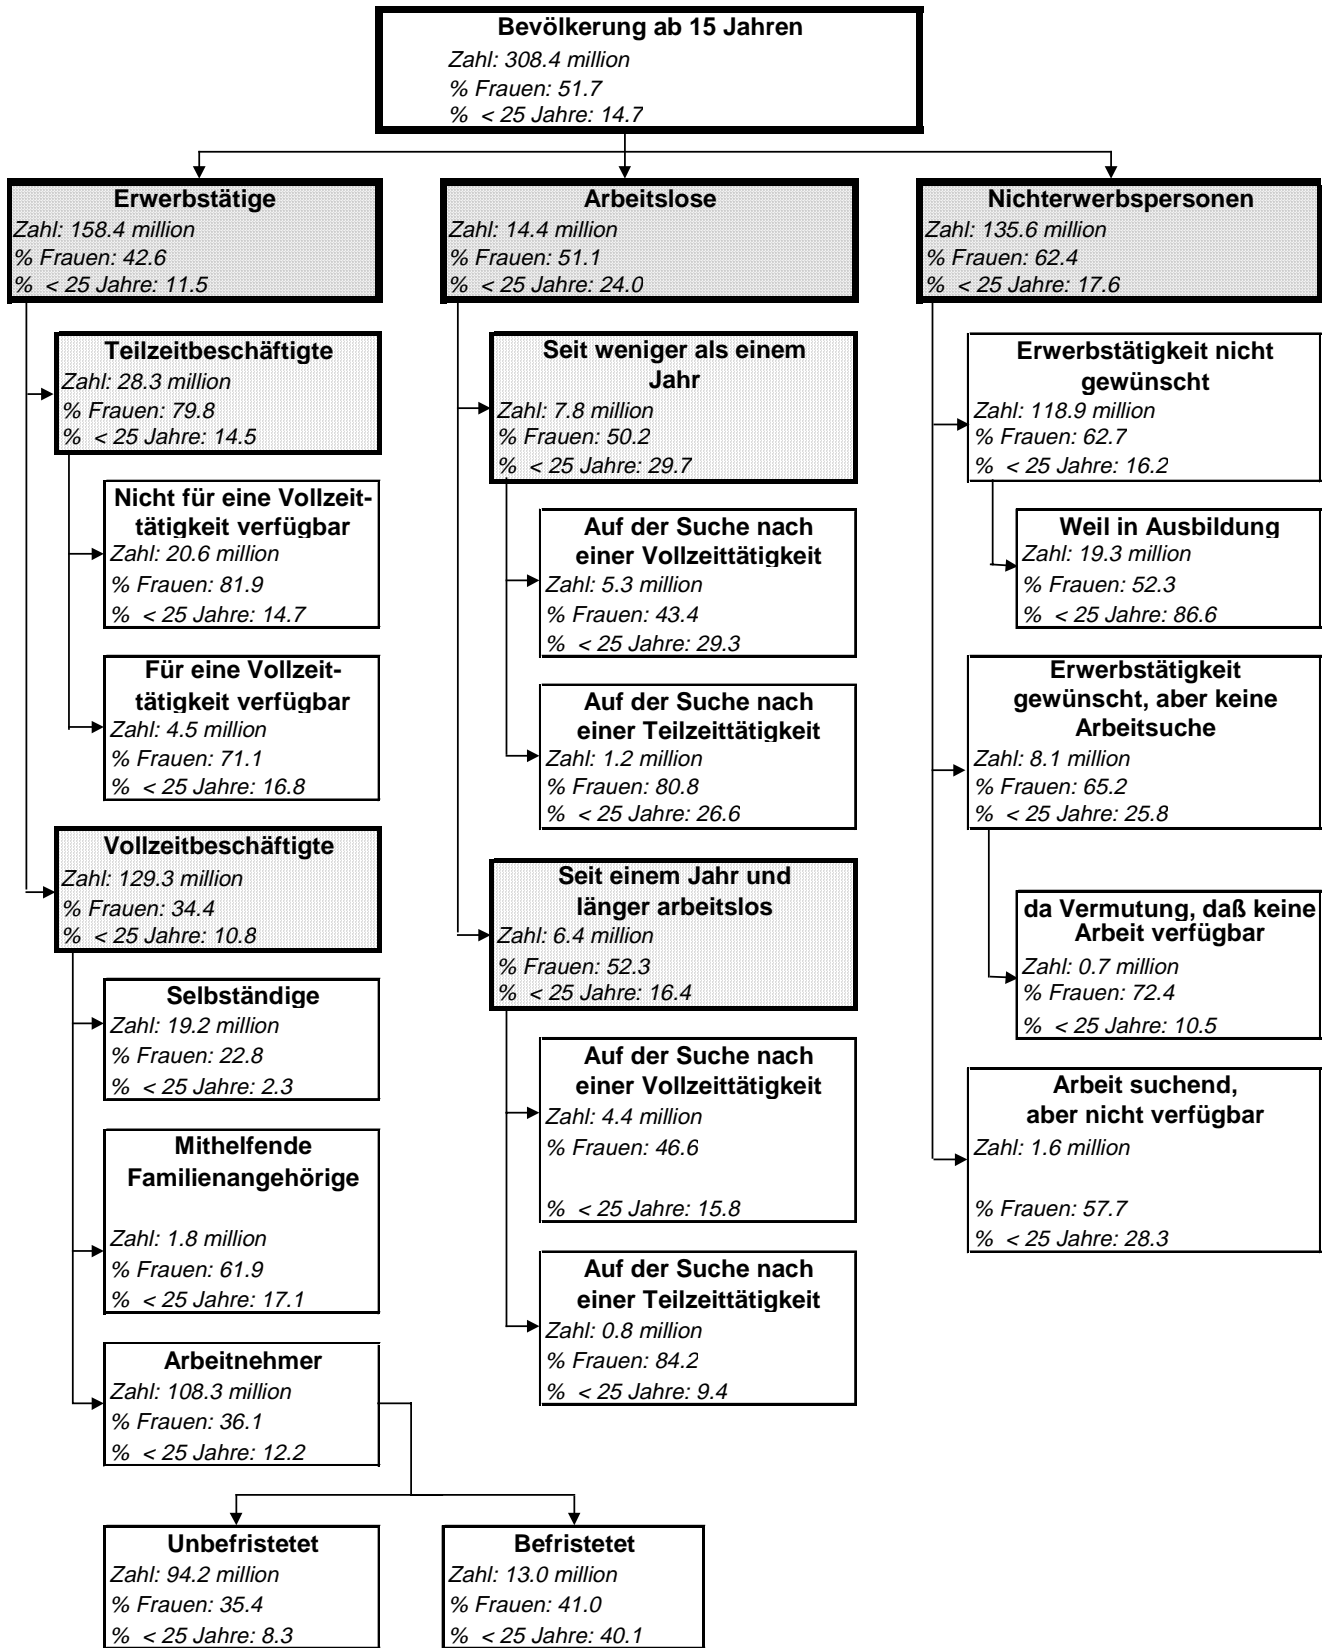 Bevölkerung ab 15 Jahren
Zahl: 308.4 million
% Frauen: 51.7
% < 25 Jahre: 14.7
Erwerbstätige
Zahl: 158.4 million
% Frauen: 42.6
% < 25 Jahre: 11.5
Teilzeitbeschäftigte
Zahl: 28.3 million
% Frauen: 79.8
% < 25 Jahre: 14.5
Nicht für eine Vollzeit-
tätigkeit verfügbar
Zahl: 20.6 million
% Frauen: 81.9
% < 25 Jahre: 14.7
Für eine Vollzeit-
tätigkeit verfügbar
Zahl: 4.5 million
% Frauen: 71.1
% < 25 Jahre: 16.8
Vollzeitbeschäftigte
Zahl: 129.3 million
% Frauen: 34.4
% < 25 Jahre: 10.8
Selbständige
Zahl: 19.2 million
% Frauen: 22.8
% < 25 Jahre: 2.3
Mithelfende
Familienangehörige
Zahl: 1.8 million
% Frauen: 61.9
% < 25 Jahre: 17.1
Arbeitnehmer
Zahl: 108.3 million
% Frauen: 36.1
% < 25 Jahre: 12.2
Unbefristetet
Zahl: 94.2 million
% Frauen: 35.4
% < 25 Jahre: 8.3
Befristetet
Zahl: 13.0 million
% Frauen: 41.0
% < 25 Jahre: 40.1
Arbeitslose
Zahl: 14.4 million
% Frauen: 51.1
% < 25 Jahre: 24.0
Seit weniger als einem
Jahr
Zahl: 7.8 million
% Frauen: 50.2
% < 25 Jahre: 29.7
Auf der Suche nach
einer Vollzeittätigkeit
Zahl: 5.3 million
% Frauen: 43.4
% < 25 Jahre: 29.3
Auf der Suche nach
einer Teilzeittätigkeit
Zahl: 1.2 million
% Frauen: 80.8
% < 25 Jahre: 26.6
Seit einem Jahr und
länger arbeitslos
Zahl: 6.4 million
% Frauen: 52.3
% < 25 Jahre: 16.4
Auf der Suche nach
einer Vollzeittätigkeit
Zahl: 4.4 million
% Frauen: 46.6
% < 25 Jahre: 15.8
Auf der Suche nach
einer Teilzeittätigkeit
Zahl: 0.8 million
% Frauen: 84.2
% < 25 Jahre: 9.4
Nichterwerbspersonen
Zahl: 135.6 million
% Frauen: 62.4
% < 25 Jahre: 17.6
Erwerbstätigkeit nicht
gewünscht
Zahl: 118.9 million
% Frauen: 62.7
% < 25 Jahre: 16.2
Weil in Ausbildung
Zahl: 19.3 million
% Frauen: 52.3
% < 25 Jahre: 86.6
Erwerbstätigkeit
gewünscht, aber keine
Arbeitsuche
Zahl: 8.1 million
% Frauen: 65.2
% < 25 Jahre: 25.8
da Vermutung, daß keine
Arbeit verfügbar
Zahl: 0.7 million
% Frauen: 72.4
% < 25 Jahre: 10.5
Arbeit suchend,
aber nicht verfügbar
Zahl: 1.6 million
% Frauen: 57.7
% < 25 Jahre: 28.3